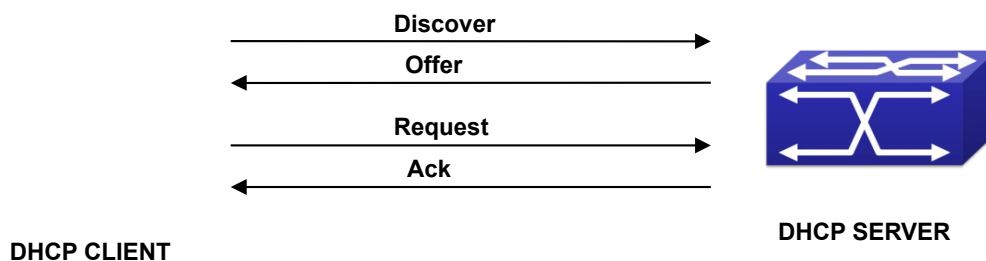 Discover
Offer
Request
Ack
DHCP SERVER
DHCP CLIENT